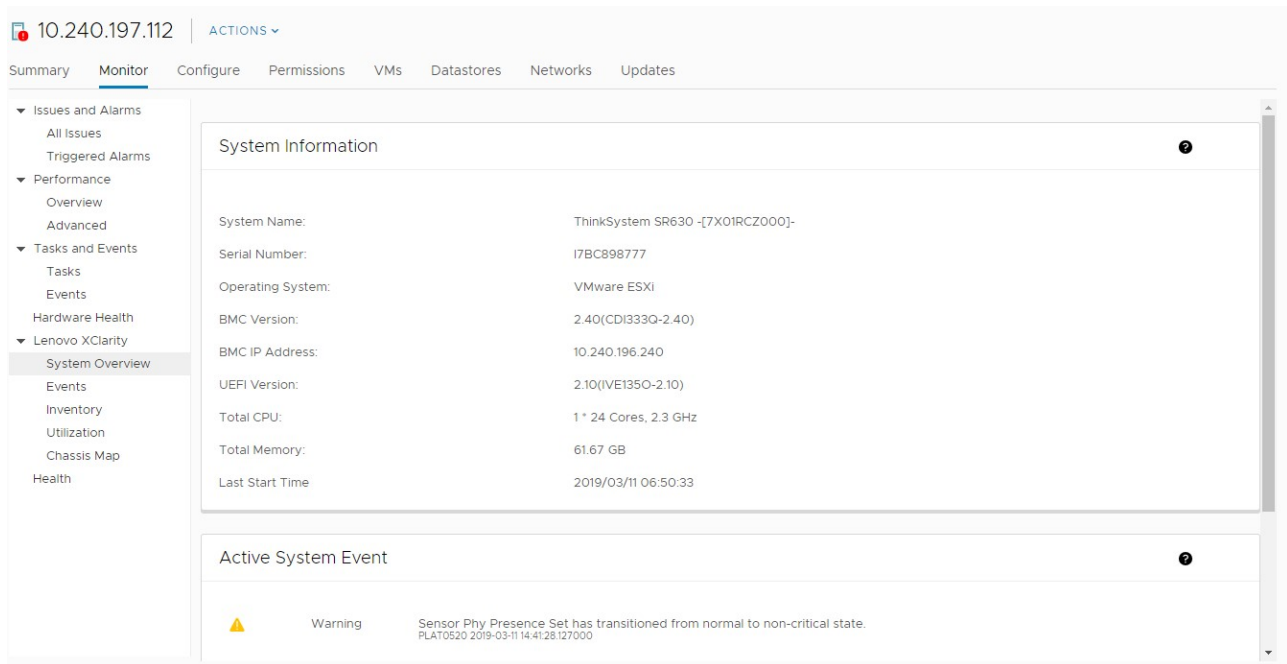 10.240.197.112 ACTIONS
Summary Monitor Configure Permissions VMs Datastores Networks Updates
Issues and Alarms
All Issues
Triggered Alarms
Performance
Overview
Advanced
Tasks and Events
Tasks
Events
Hardware Health
Lenovo XClarity
System Overview
Events
Inventory
Utilization
Chassis Map
Health
System Information
System Name: ThinkSystem SR630 -[7X01RCZ000]-
Serial Number: I7BC898777
Operating System: VMware ESXi
BMC Version: 2.40(CDI333Q-2.40)
BMC IP Address: 10.240.196.240
UEFI Version: 2.10(IVE135O-2.10)
Total CPU: 1 * 24 Cores, 2.3 GHz
Total Memory: 61.67 GB
Last Start Time 2019/03/11 06:50:33
Active System Event
Warning Sensor Phy Presence Set has transitioned from normal to non-critical state.
PLAT0520 2019-03-11 14:41:28.127000